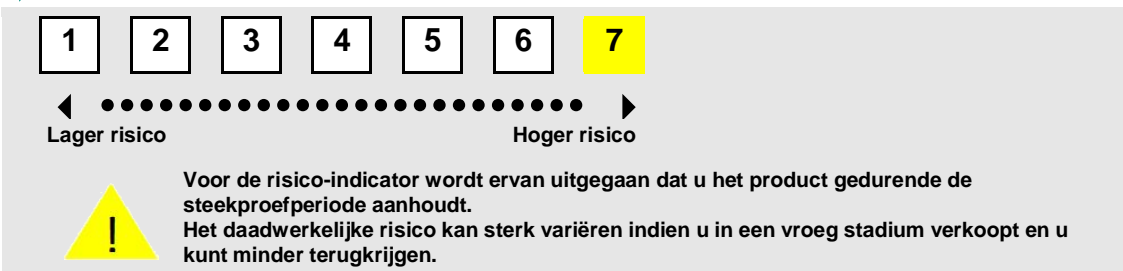 1 2 3 4 5 6 7
Lager risico Hoger risico
!
Voor de risico-indicator wordt ervan uitgegaan dat u het product gedurende de
steekproefperiode aanhoudt.
Het daadwerkelijke risico kan sterk variëren indien u in een vroeg stadium verkoopt en u
kunt minder terugkrijgen.